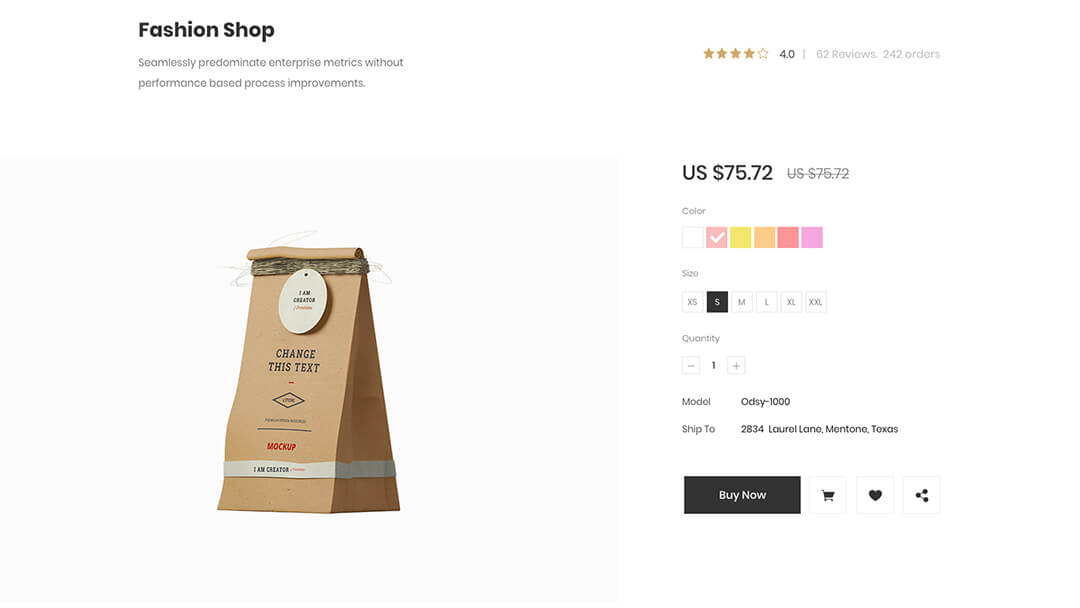 Fashion Shop
Seamlessly predominate enterprise metrics without
performance based process improvements.
4.0 | 62 Reviews. 242 orders
US $75.72 US $75.72
Color
Size
XS S M L XL XXL
Quantity
− 1 +
Model Odsy-1000
Ship To 2834 Laurel Lane, Mentone, Texas
Buy Now
I AM
CREATOR
CHANGE
THIS TEXT
MOCKUP
I AM CREATOR